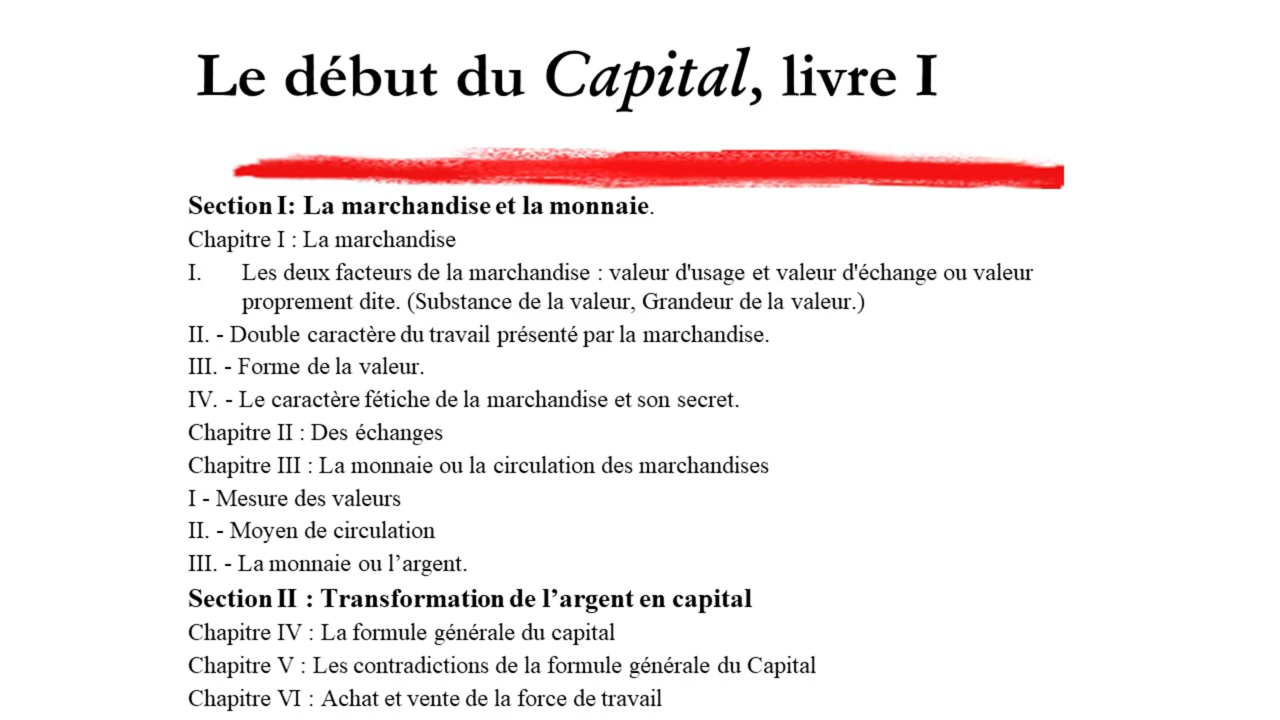 Le début du Capital, livre I
Section I: La marchandise et la monnaie.
Chapitre I : La marchandise
I. Les deux facteurs de la marchandise : valeur d'usage et valeur d'échange ou valeur
proprement dite. (Substance de la valeur, Grandeur de la valeur.)
II. - Double caractère du travail présenté par la marchandise.
III. - Forme de la valeur.
IV. - Le caractère fétiche de la marchandise et son secret.
Chapitre II : Des échanges
Chapitre III : La monnaie ou la circulation des marchandises
I - Mesure des valeurs
II. - Moyen de circulation
III. - La monnaie ou l’argent.
Section II : Transformation de l’argent en capital
Chapitre IV : La formule générale du capital
Chapitre V : Les contradictions de la formule générale du Capital
Chapitre VI : Achat et vente de la force de travail